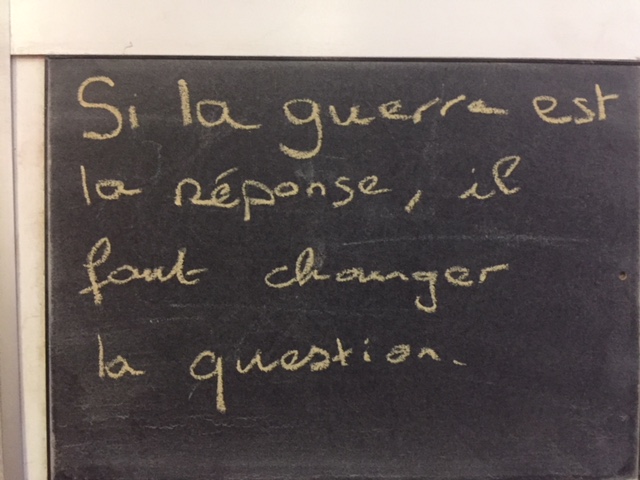 Si la guerre est
la réponse, il
faut changer
la question.